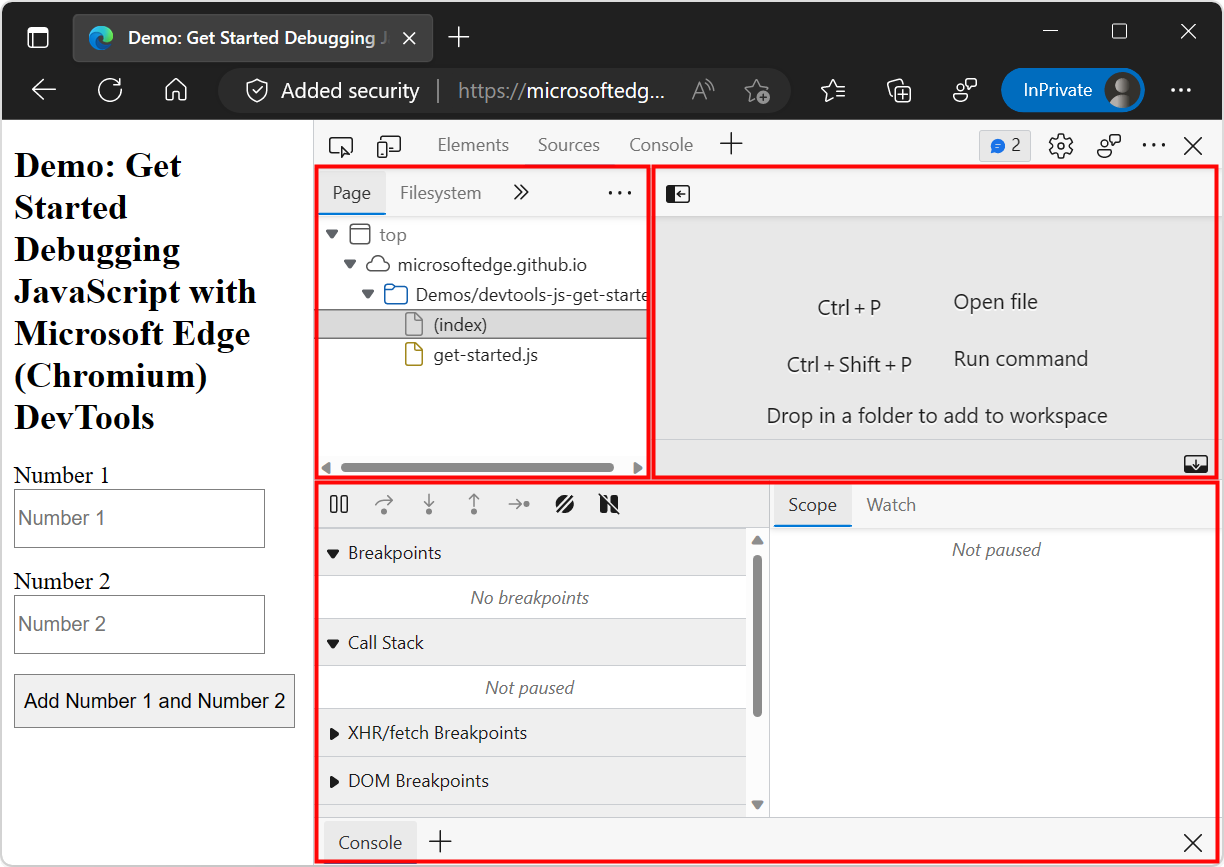 Demo: Get Started Debugging J
Added security
https://microsoftedg...
InPrivate
Demo: Get
Started
Debugging
JavaScript with
Microsoft Edge
(Chromium)
DevTools
Number 1
Number 1
Number 2
Number 2
Add Number 1 and Number 2
Elements
Sources
Console
2
Page
Filesystem
top
microsoftedge.github.io
Demos/devtools-js-get-starte
(index)
get-started.js
Ctrl + P
Open file
Ctrl + Shift + P
Run command
Drop in a folder to add to workspace
Breakpoints
No breakpoints
Call Stack
Not paused
XHR/fetch Breakpoints
DOM Breakpoints
Scope
Watch
Not paused
Console